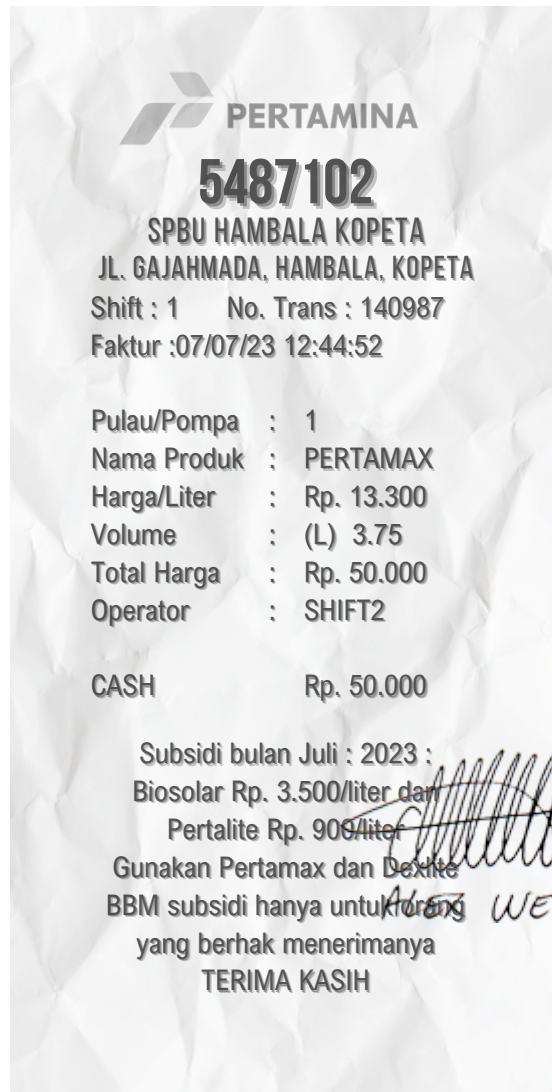 PERTAMINA
5487102
SPBU HAMBALA KOPETA
JL. GAJAHMADA, HAMBALA, KOPETA
Shift : 1 No. Trans : 140987
Faktur :07/07/23 12:44:52
Pulau/Pompa : 1
Nama Produk : PERTAMAX
Harga/Liter : Rp. 13.300
Volume : (L) 3.75
Total Harga : Rp. 50.000
Operator : SHIFT2
CASH Rp. 50.000
Subsidi bulan Juli : 2023 :
Biosolar Rp. 3.500/liter dan
Pertalite Rp. 900/liter
Gunakan Pertamax dan Dexlite
BBM subsidi hanya untuk orang
ALEX WE
yang berhak menerimanya
TERIMA KASIH